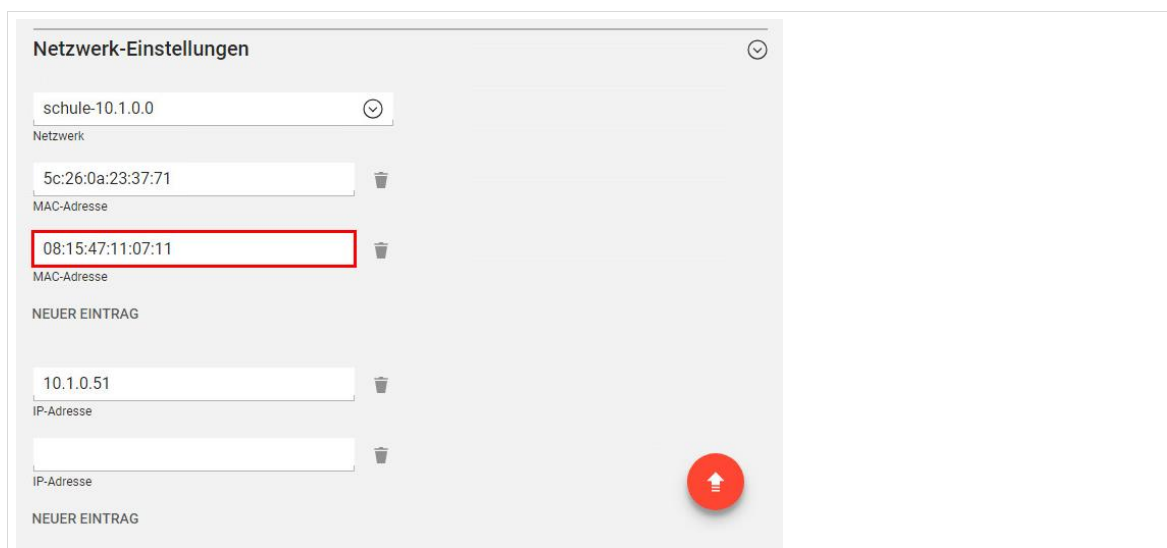 Netzwerk-Einstellungen
schule-10.1.0.0
Netzwerk
5c:26:0a:23:37:71
MAC-Adresse
08:15:47:11:07:11
MAC-Adresse
NEUER EINTRAG
10.1.0.51
IP-Adresse
IP-Adresse
NEUER EINTRAG